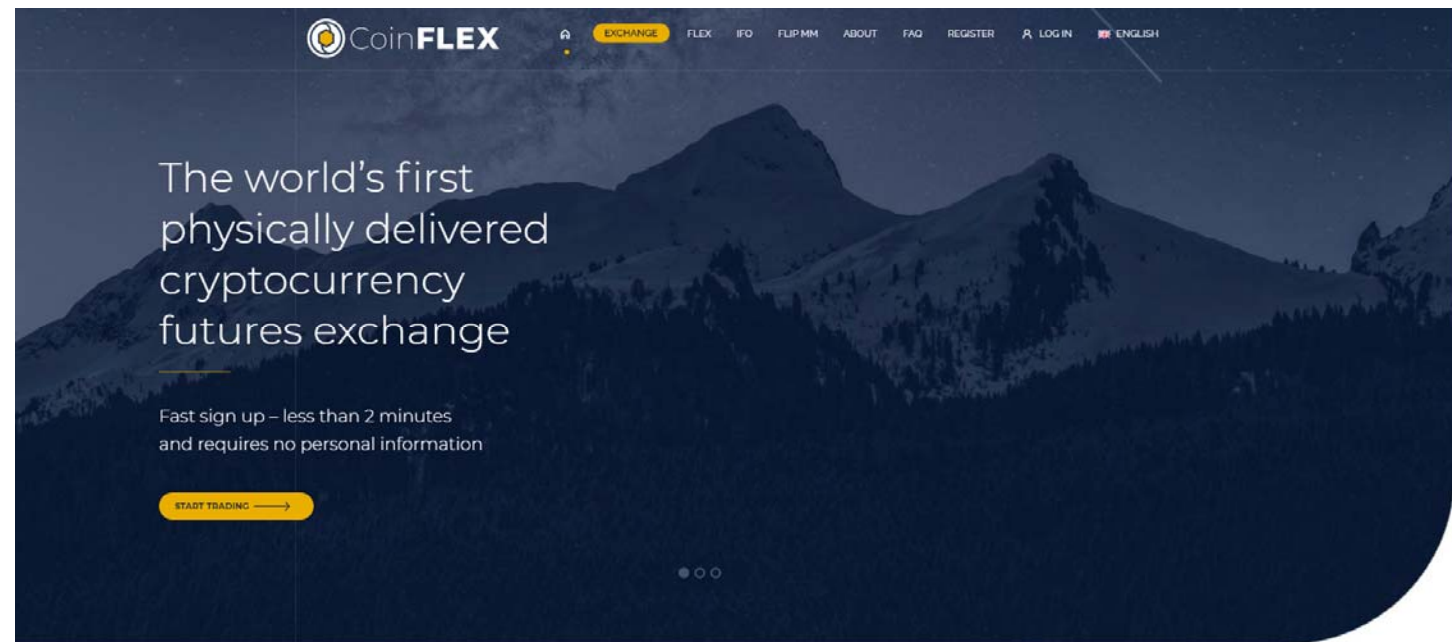 CoinFLEX
EXCHANGE FLEX IFO FLIP MM ABOUT FAQ REGISTER LOG IN ENGLISH
The world's first
physically delivered
cryptocurrency
futures exchange
Fast sign up – less than 2 minutes
and requires no personal information
START TRADING